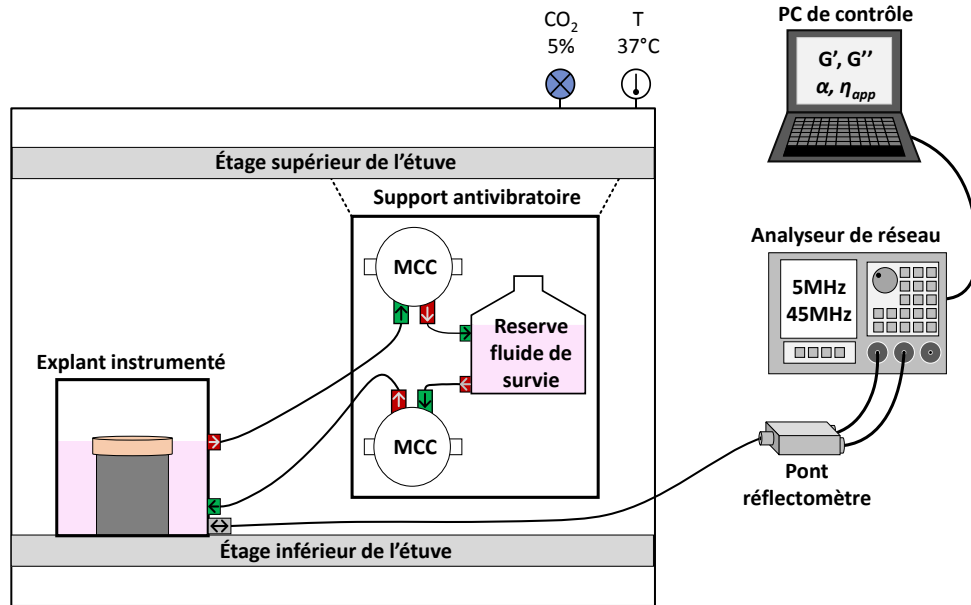 CO2
5%
T
37°C
PC de contrôle
G’, G’’
α, ηapp
Étage supérieur de l’étuve
Support antivibratoire
MCC
Reserve
fluide de
survie
MCC
Explant instrumenté
Étage inférieur de l’étuve
Analyseur de réseau
5MHz
45MHz
Pont
réflectomètre